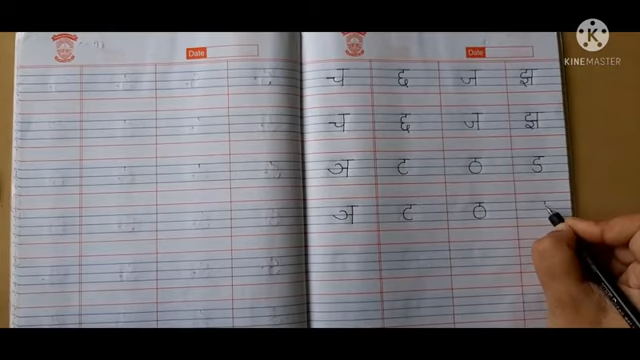 Date
Date
च छ ज झ
च छ ज झ
ञ ट ठ ड
ञ ट ठ
KINEMASTER